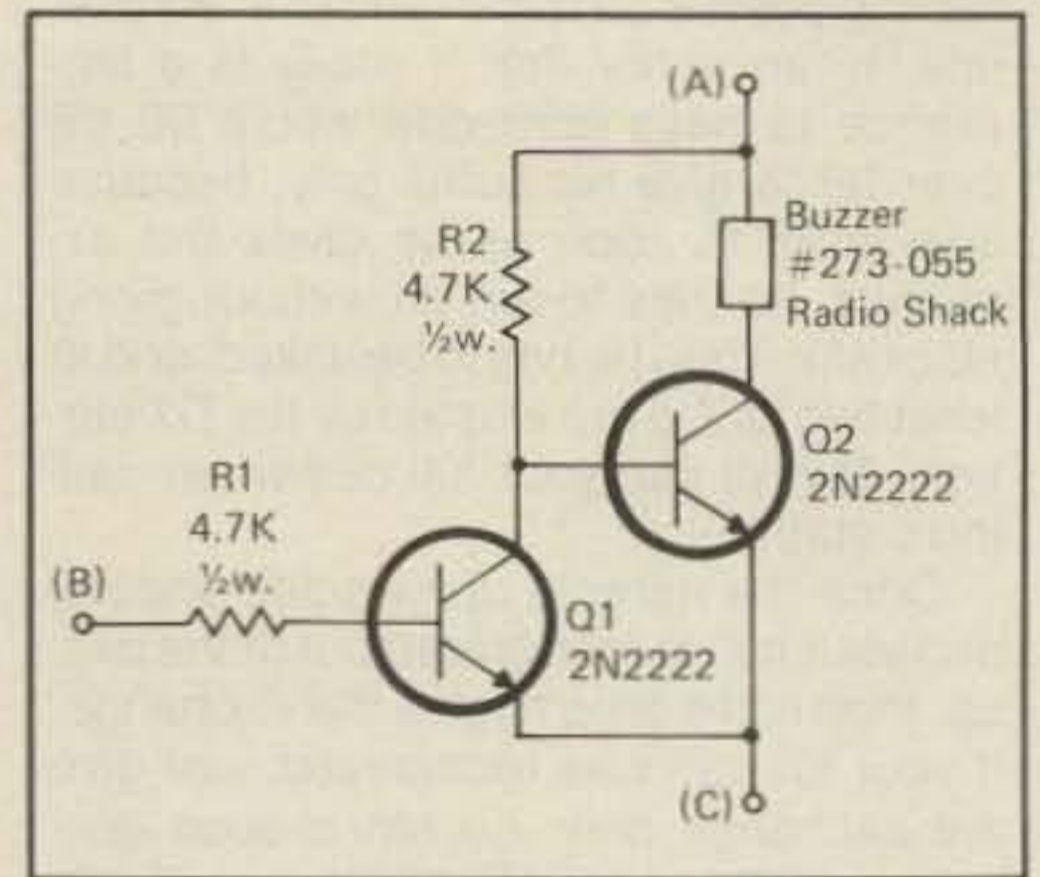 (A)
Buzzer
#273-055
Radio Shack
R2
4.7K
½w.
Q2
2N2222
R1
4.7K
½w.
(B)
Q1
2N2222
(C)